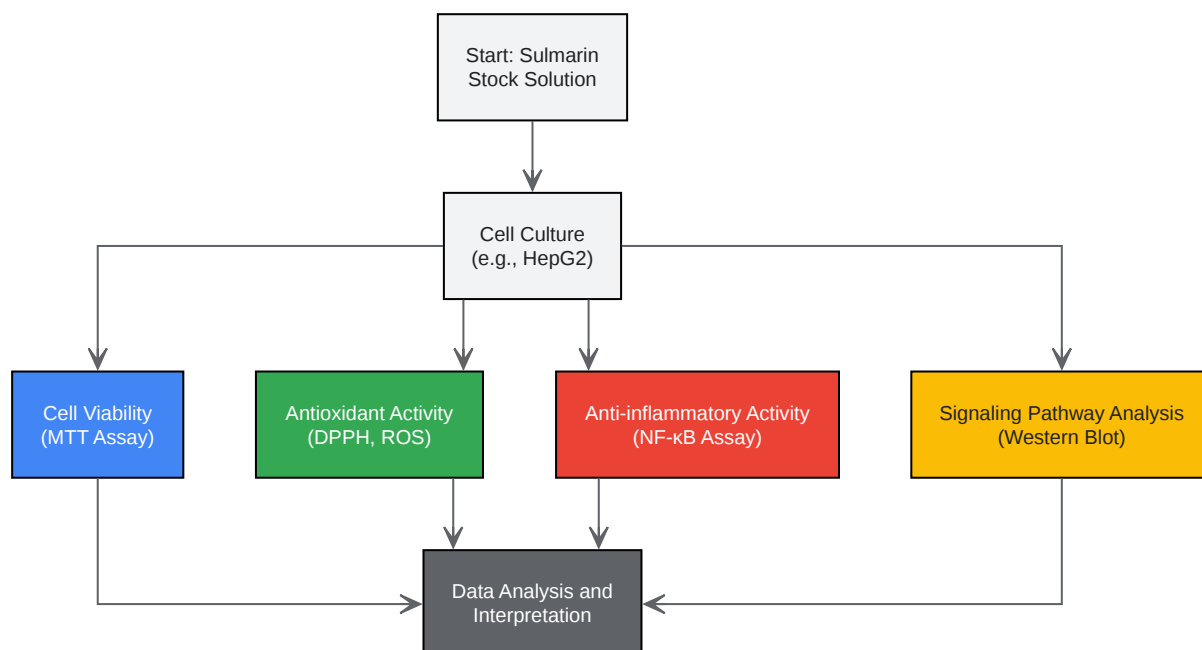 Start: Sulmarin
Stock Solution
Cell Culture
(e.g., HepG2)
Cell Viability
(MTT Assay)
Antioxidant Activity
(DPPH, ROS)
Anti-inflammatory Activity
(NF-κB Assay)
Signaling Pathway Analysis
(Western Blot)
Data Analysis and
Interpretation